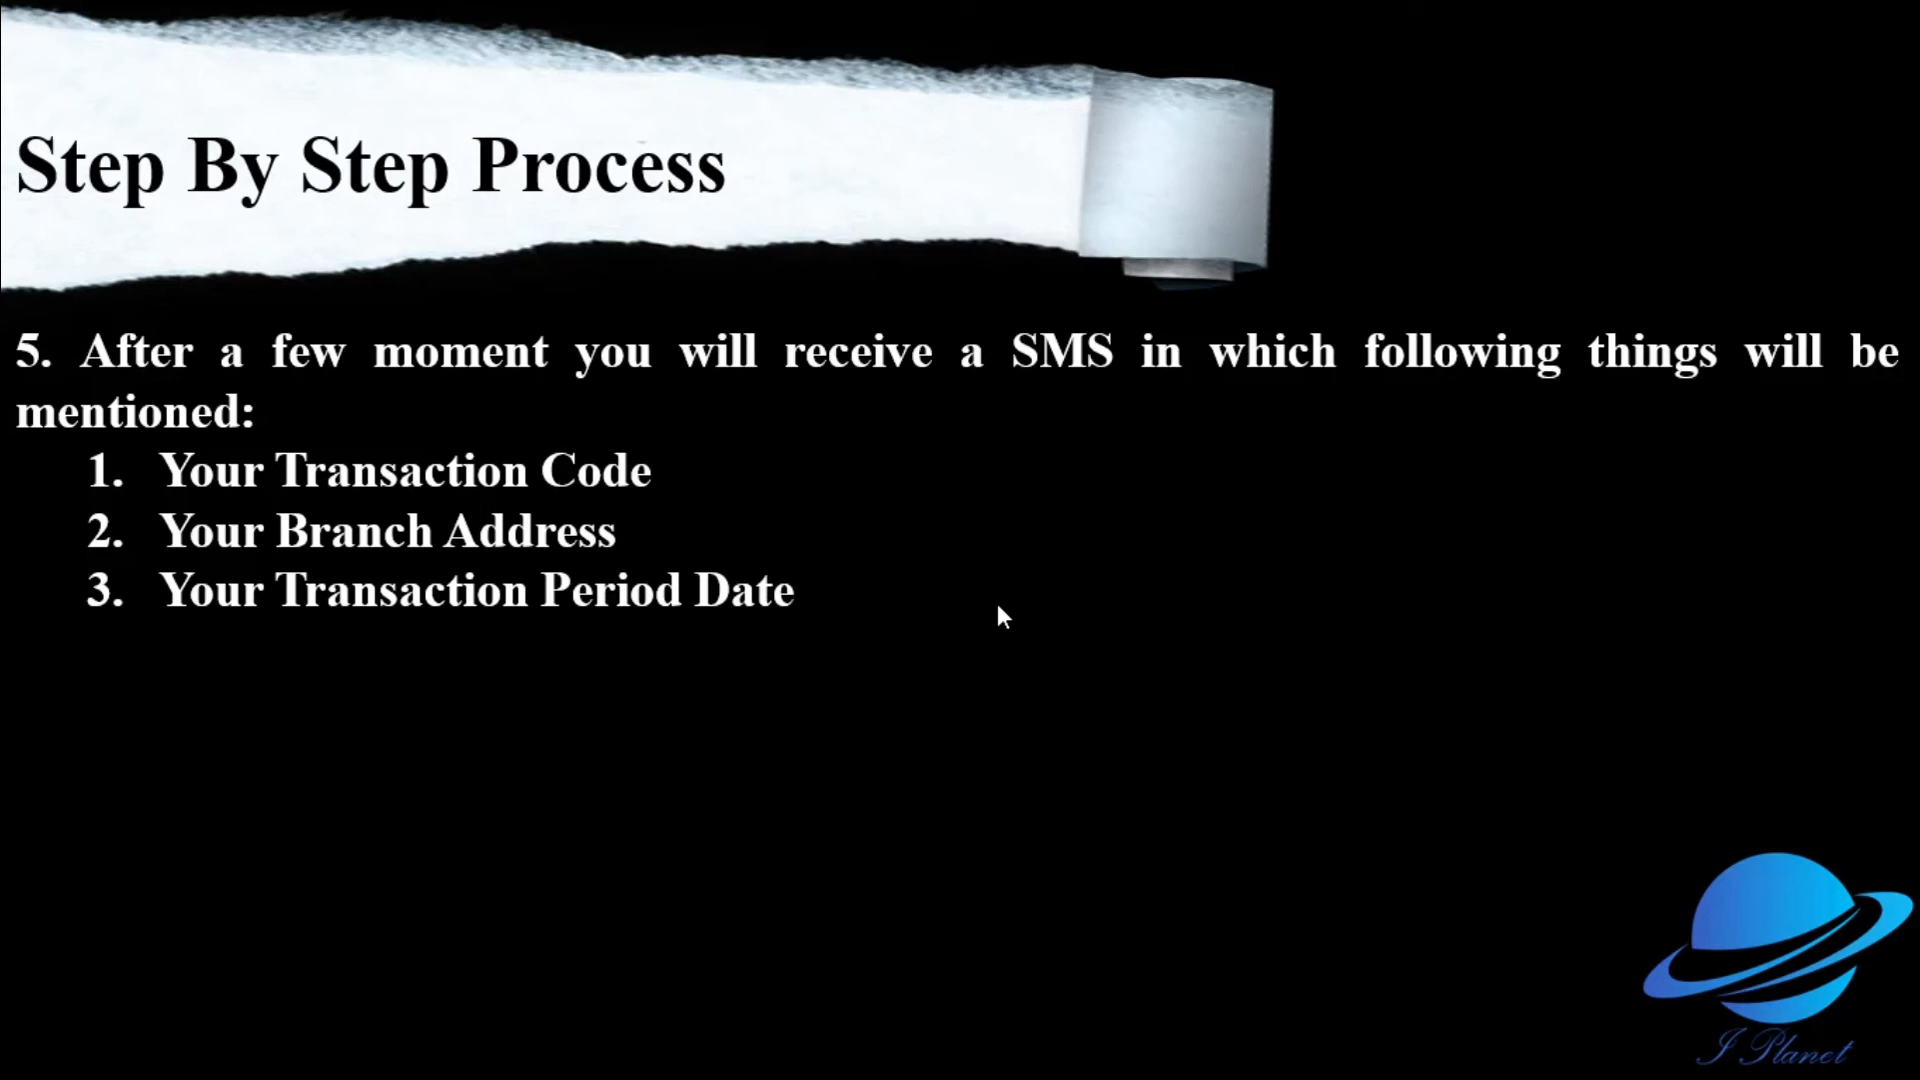 Step By Step Process
5. After a few moment you will receive a SMS in which following things will be
mentioned:
1. Your Transaction Code
2. Your Branch Address
3. Your Transaction Period Date
I Planet